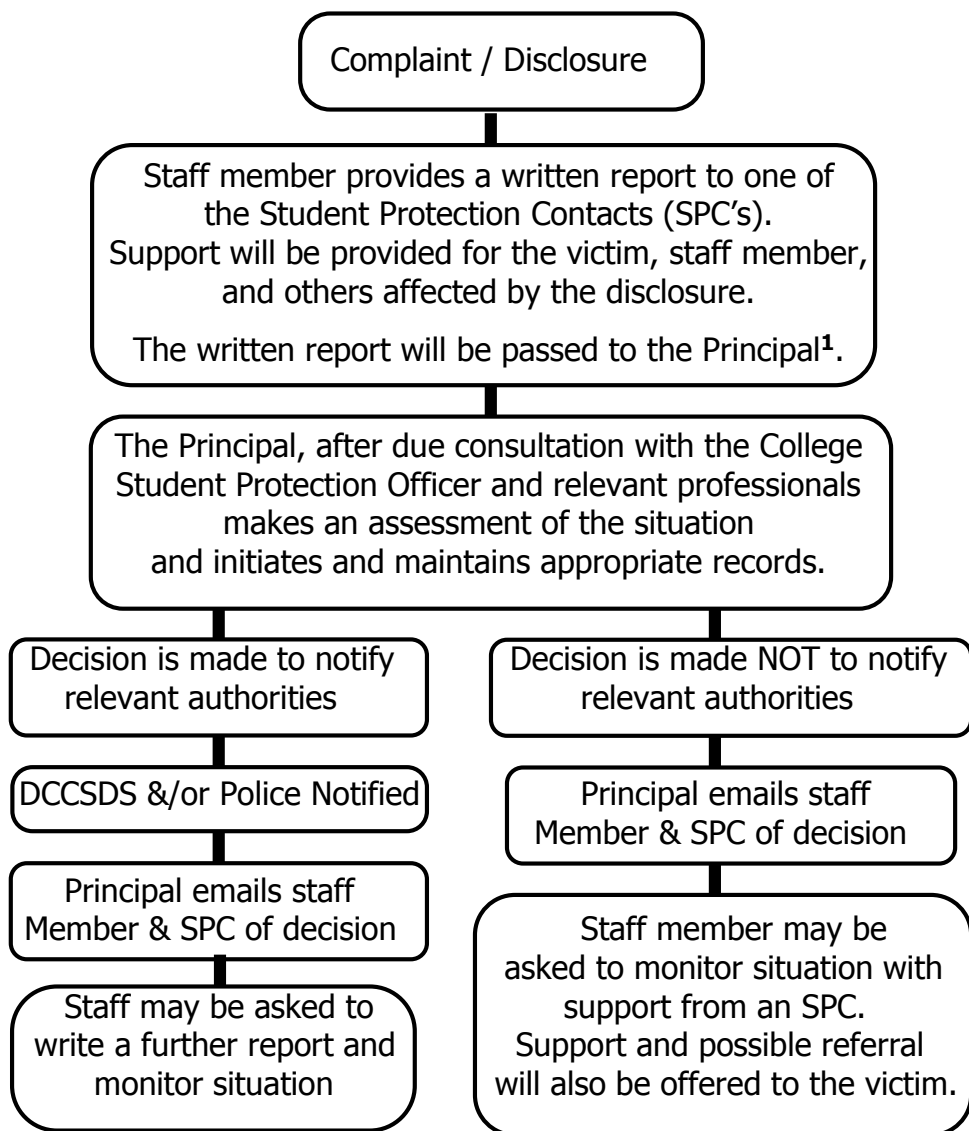 Complaint / Disclosure
Staff member provides a written report to one of
the Student Protection Contacts (SPC’s).
Support will be provided for the victim, staff member,
and others affected by the disclosure.
The written report will be passed to the Principal¹.
The Principal, after due consultation with the College
Student Protection Officer and relevant professionals
makes an assessment of the situation
and initiates and maintains appropriate records.
Decision is made to notify
relevant authorities
DCCSDS &/or Police Notified
Principal emails staff
Member & SPC of decision
Staff may be asked to
write a further report and
monitor situation
Decision is made NOT to notify
relevant authorities
Principal emails staff
Member & SPC of decision
Staff member may be
asked to monitor situation with
support from an SPC.
Support and possible referral
will also be offered to the victim.